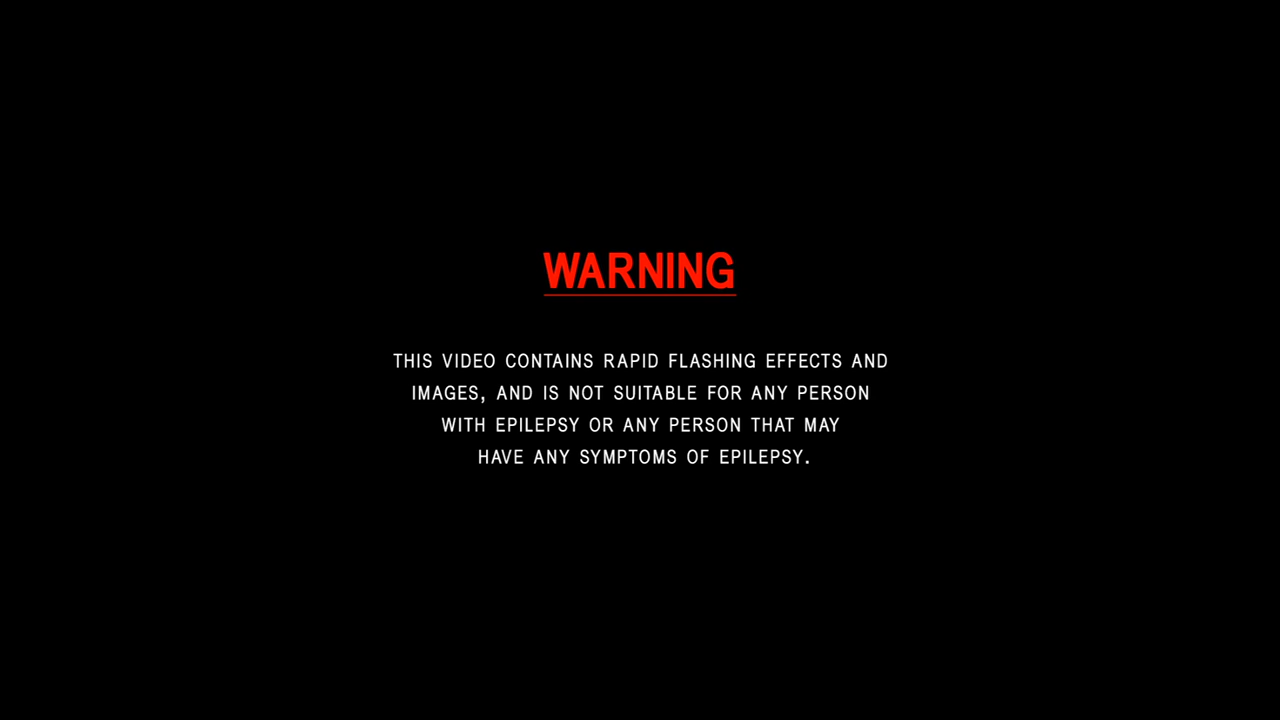 WARNING
THIS VIDEO CONTAINS RAPID FLASHING EFFECTS AND
IMAGES, AND IS NOT SUITABLE FOR ANY PERSON
WITH EPILEPSY OR ANY PERSON THAT MAY
HAVE ANY SYMPTOMS OF EPILEPSY.